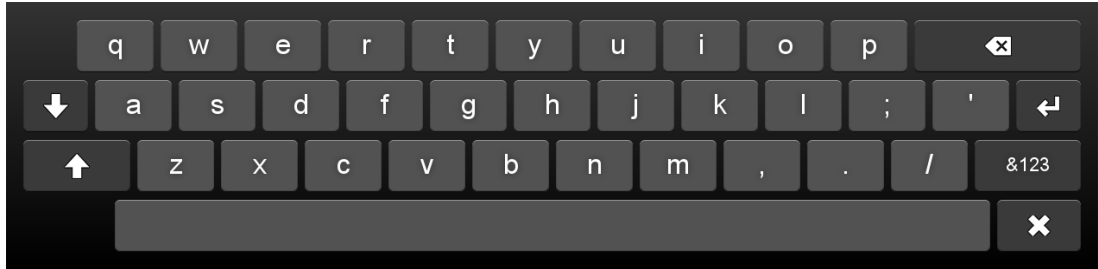 q w e r t y u i o p
a s d f g h j k l ; '
z x c v b n m , . / &123